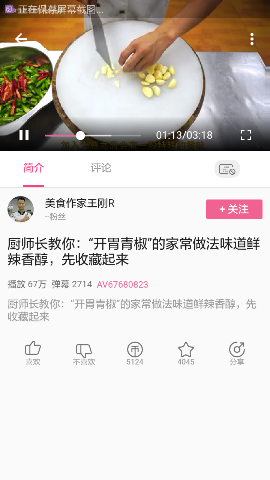 正在保存屏幕截图...
01:13/03:18
简介
评论
美食作家王刚R
--粉丝
+ 关注
厨师长教你：“开胃青椒”的家常做法味道鲜
辣香醇，先收藏起来
播放 67万 弹幕 2714 AV67680823
厨师长教你：“开胃青椒”的家常做法味道鲜辣香醇，先
收藏起来
喜欢
不喜欢
5124
4045
分享